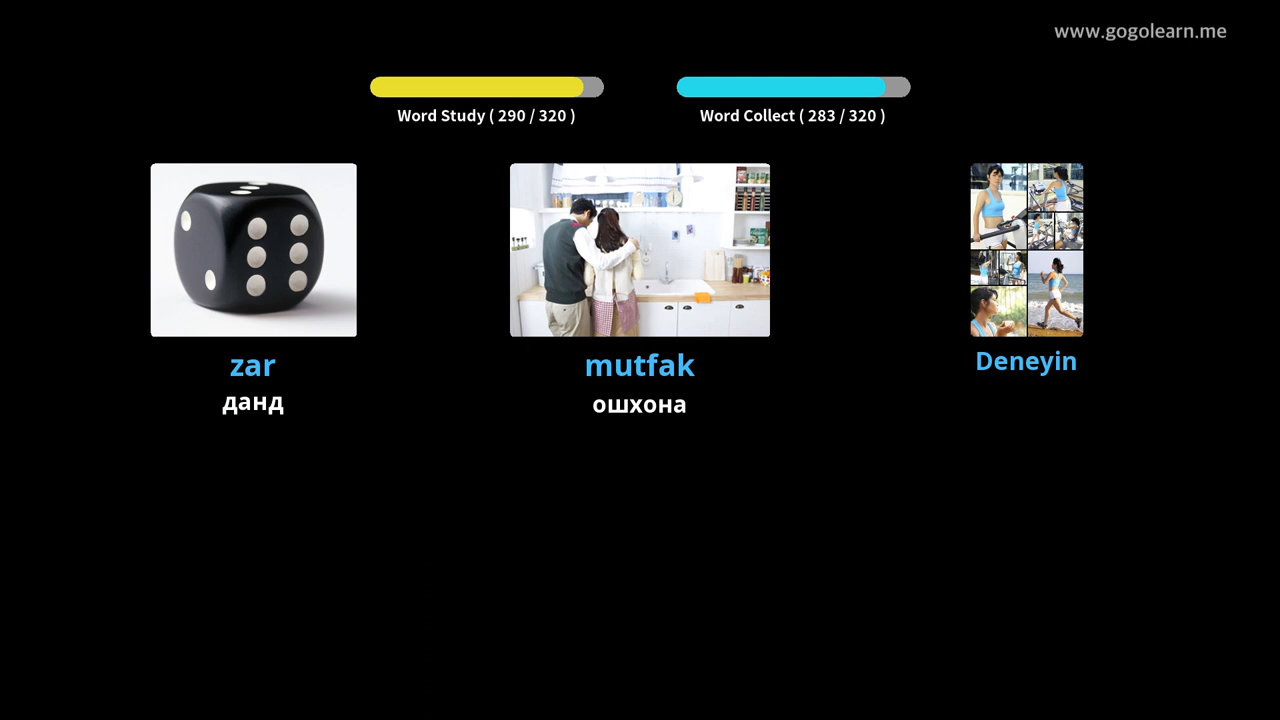 www.gogolearn.me
Word Study ( 290 / 320 )
Word Collect ( 283 / 320 )
zar
данд
mutfak
ошхона
Deneyin